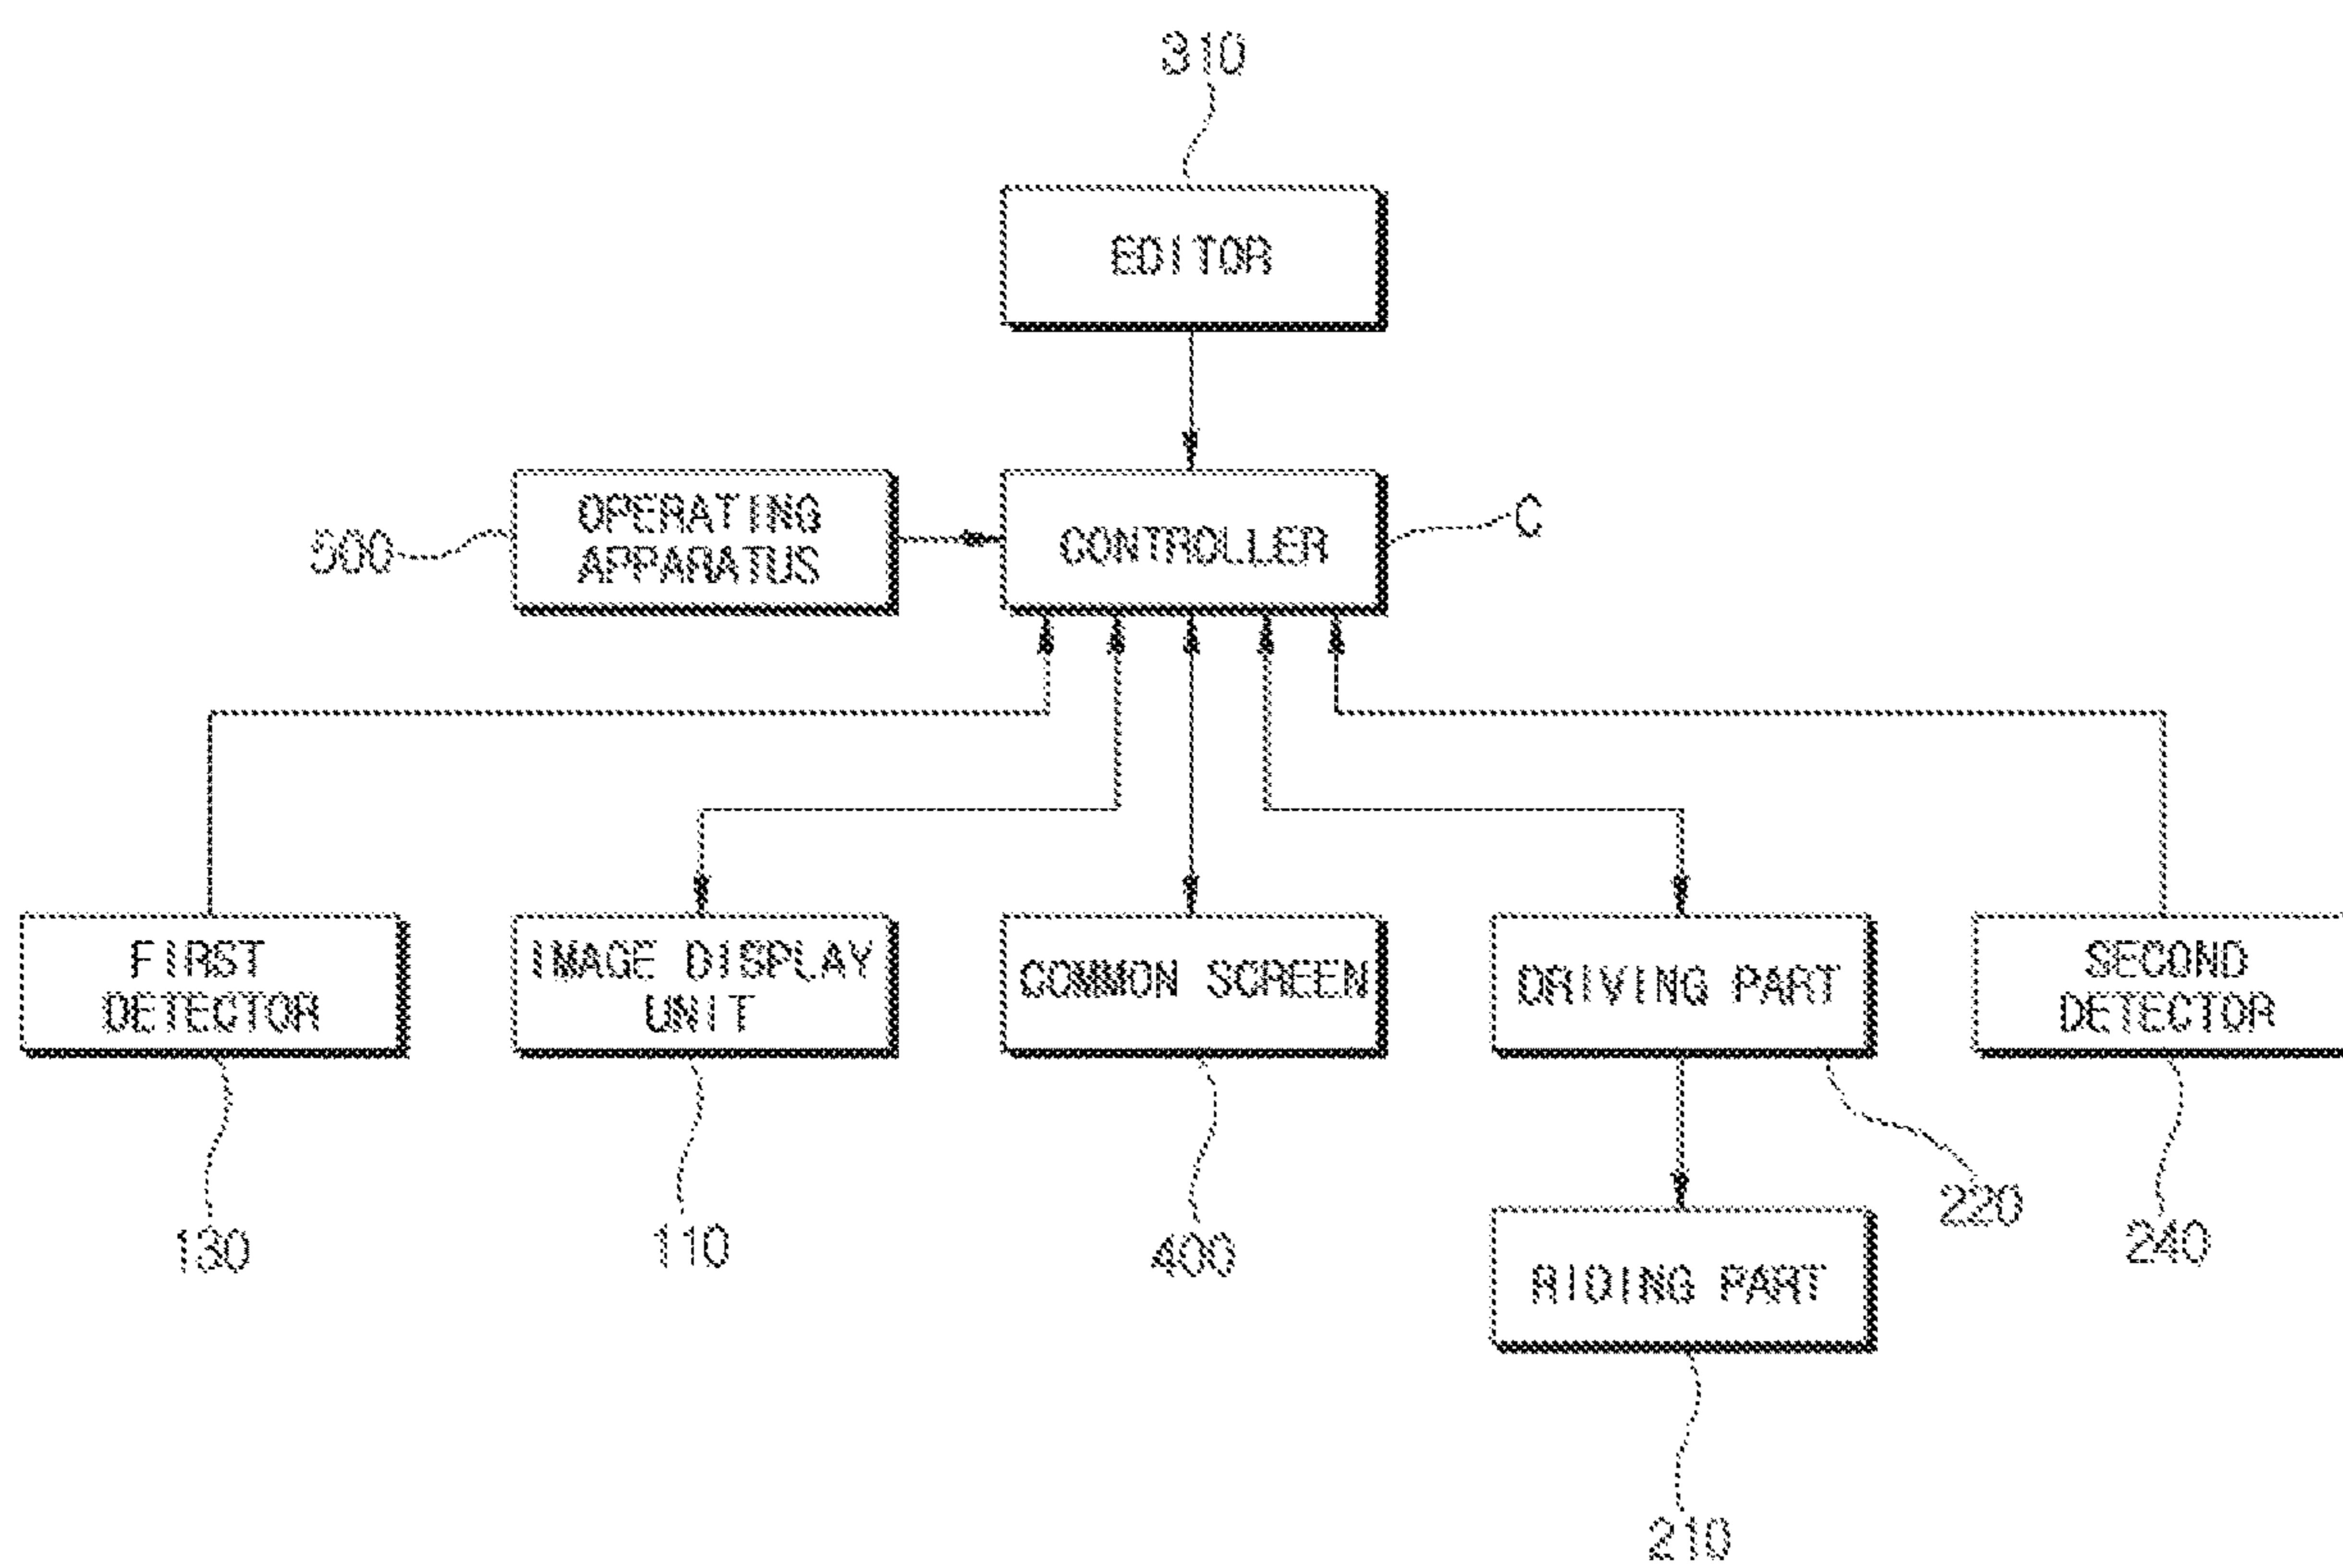 310
EDITOR
OPERATING
APPARATUS
500
CONTROLLER
C
FIRST
DETECTOR
IMAGE DISPLAY
UNIT
COMMON SCREEN
DRIVING PART
SECOND
DETECTOR
130
110
400
220
240
RIDING PART
210